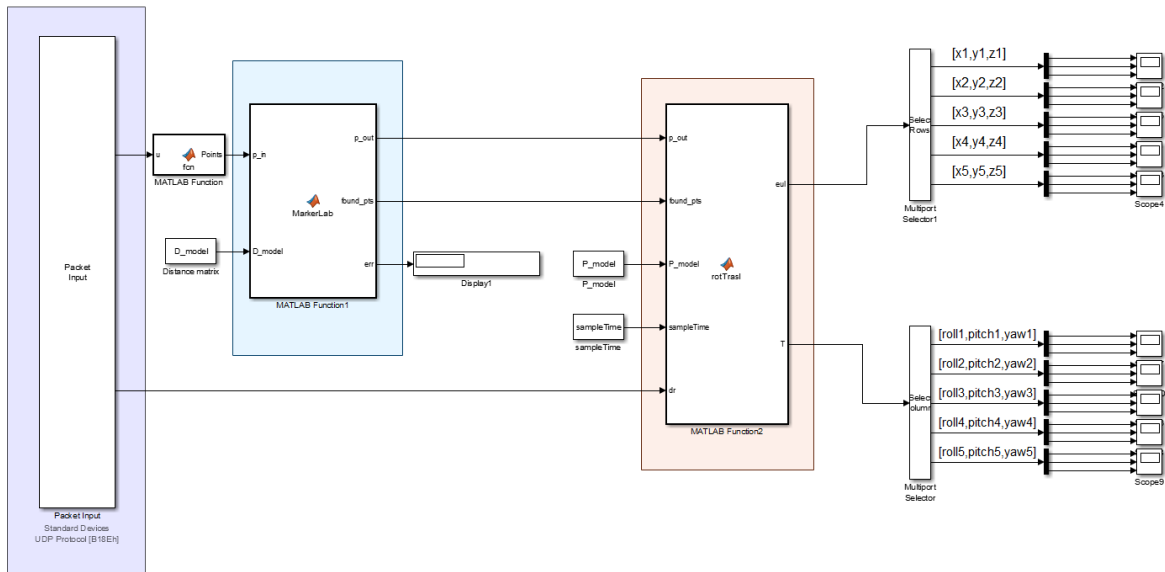 Packet
Input
Packet Input
Standard Devices
UDP Protocol [B18Eh]
u
Points
fcn
MATLAB Function
D_model
Distance matrix
p_in
D_model
MarkerLab
p_out
found_pts
err
MATLAB Function1
Display1
P_model
P_model
sampleTime
sampleTime
p_out
found_pts
P_model
sampleTime
dr
rotTrasl
eul
T
MATLAB Function2
Select
Rows
Multiport
Selector1
[x1,y1,z1]
[x2,y2,z2]
[x3,y3,z3]
[x4,y4,z4]
[x5,y5,z5]
Scope4
Multiport
Selector
[roll1,pitch1,yaw1]
[roll2,pitch2,yaw2]
[roll3,pitch3,yaw3]
[roll4,pitch4,yaw4]
[roll5,pitch5,yaw5]
Scope9